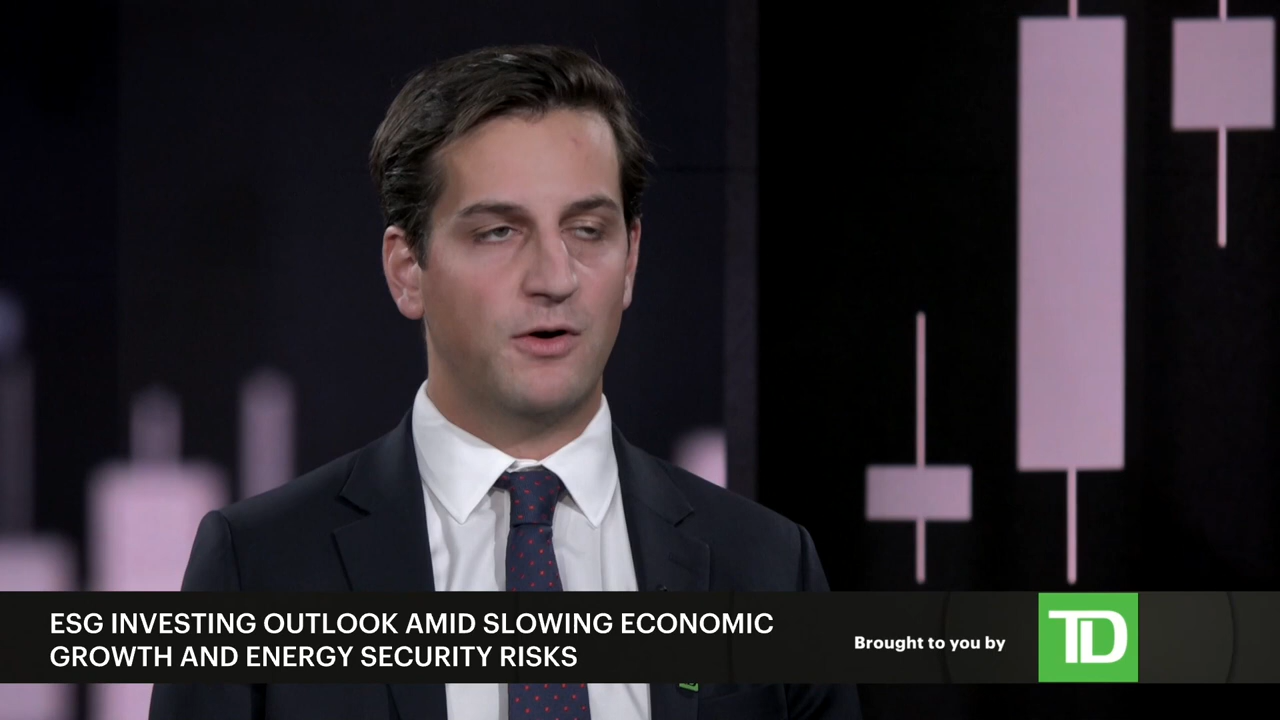 ESG INVESTING OUTLOOK AMID SLOWING ECONOMIC
GROWTH AND ENERGY SECURITY RISKS
Brought to you by
TD